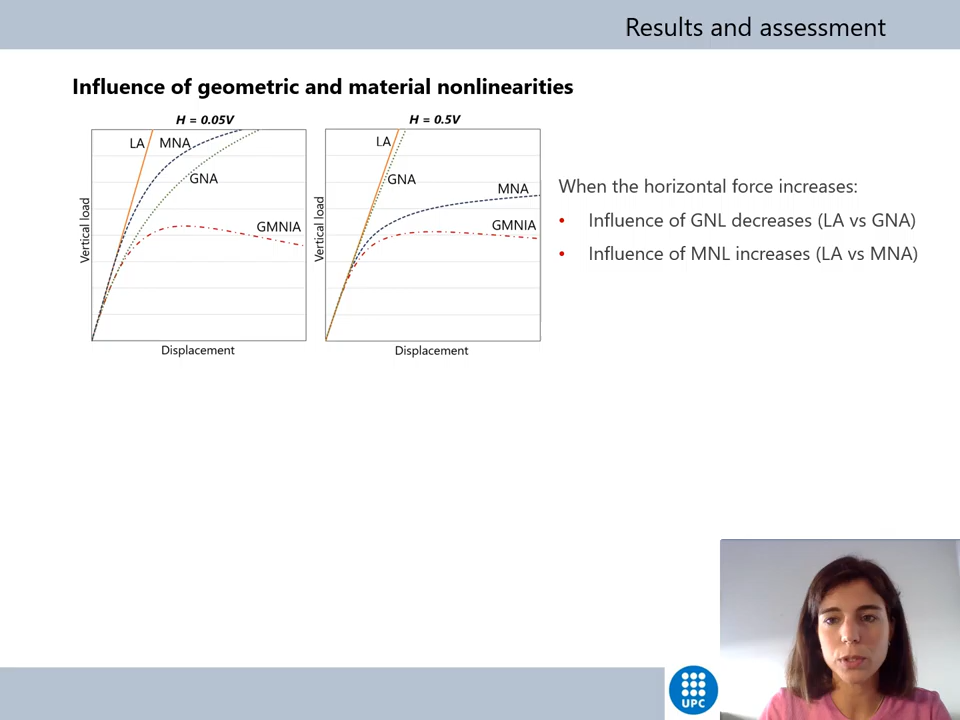 Results and assessment
Influence of geometric and material nonlinearities
H = 0.05V
LA
MNA
GNA
GMNIA
Vertical load
Displacement
H = 0.5V
LA
GNA
MNA
GMNIA
Vertical load
Displacement
When the horizontal force increases:
• Influence of GNL decreases (LA vs GNA)
• Influence of MNL increases (LA vs MNA)
UPC